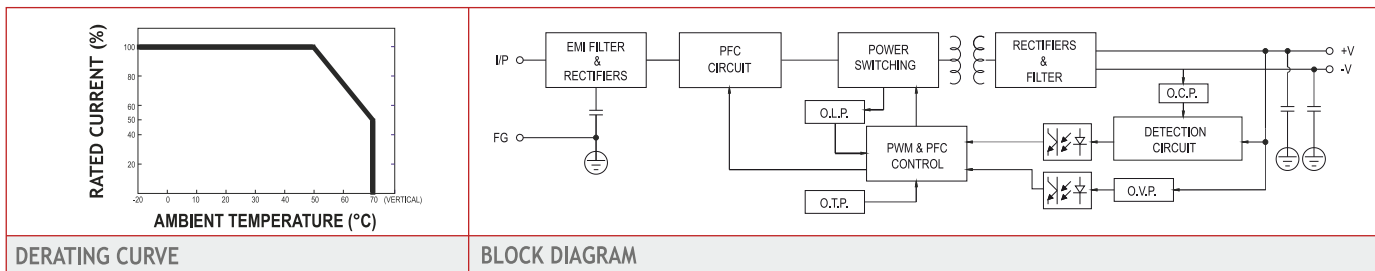 RATED CURRENT (%)
100
80
60
50
40
20
-20
0
10
20
30
40
50
60
70
(VERTICAL)
AMBIENT TEMPERATURE (°C)
DERATING CURVE
I/P
FG
EMI FILTER
&
RECTIFIERS
PFC
CIRCUIT
POWER
SWITCHING
RECTIFIERS
&
FILTER
+V
-V
O.L.P.
O.C.P.
PWM & PFC
CONTROL
DETECTION
CIRCUIT
O.T.P.
O.V.P.
BLOCK DIAGRAM